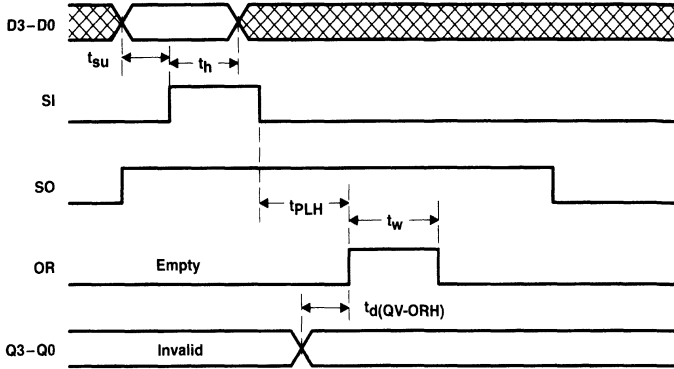 D3–D0
tsu
th
SI
SO
tPLH
tw
OR
Empty
td(QV-ORH)
Q3–Q0
Invalid